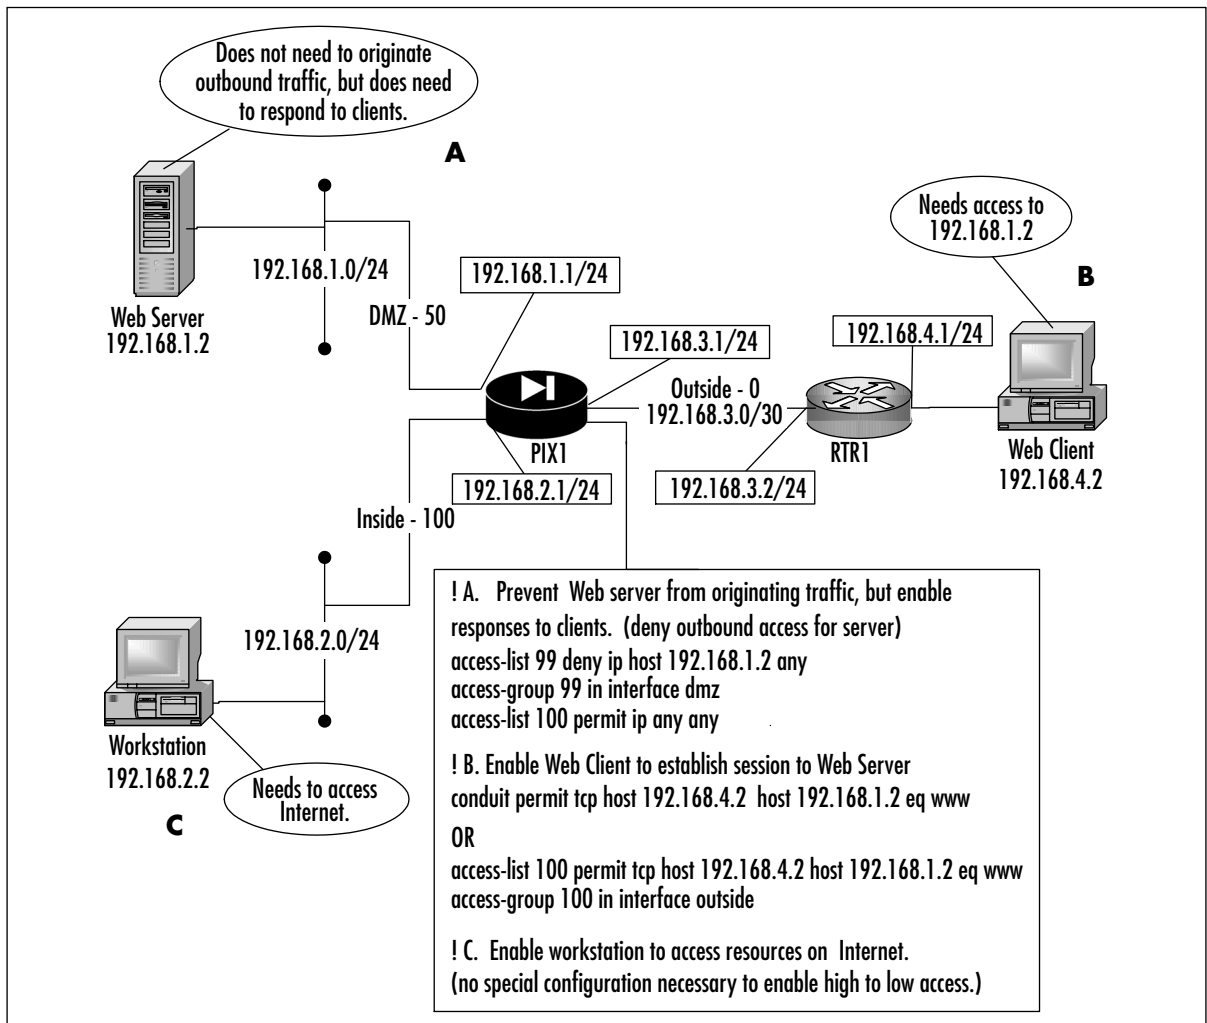 Does not need to originate
outbound traffic, but does need
to respond to clients.
A
Web Server
192.168.1.2
192.168.1.0/24
DMZ - 50
192.168.1.1/24
192.168.3.1/24
Outside - 0
192.168.3.0/30
PIX1
192.168.2.1/24
192.168.3.2/24
RTR1
192.168.4.1/24
Needs access to
192.168.1.2
B
Web Client
192.168.4.2
Inside - 100
192.168.2.0/24
Workstation
192.168.2.2
Needs to access
Internet.
C
! A. Prevent Web server from originating traffic, but enable
responses to clients. (deny outbound access for server)
access-list 99 deny ip host 192.168.1.2 any
access-group 99 in interface dmz
access-list 100 permit ip any any
! B. Enable Web Client to establish session to Web Server
conduit permit tcp host 192.168.4.2 host 192.168.1.2 eq www
OR
access-list 100 permit tcp host 192.168.4.2 host 192.168.1.2 eq www
access-group 100 in interface outside
! C. Enable workstation to access resources on Internet.
(no special configuration necessary to enable high to low access.)